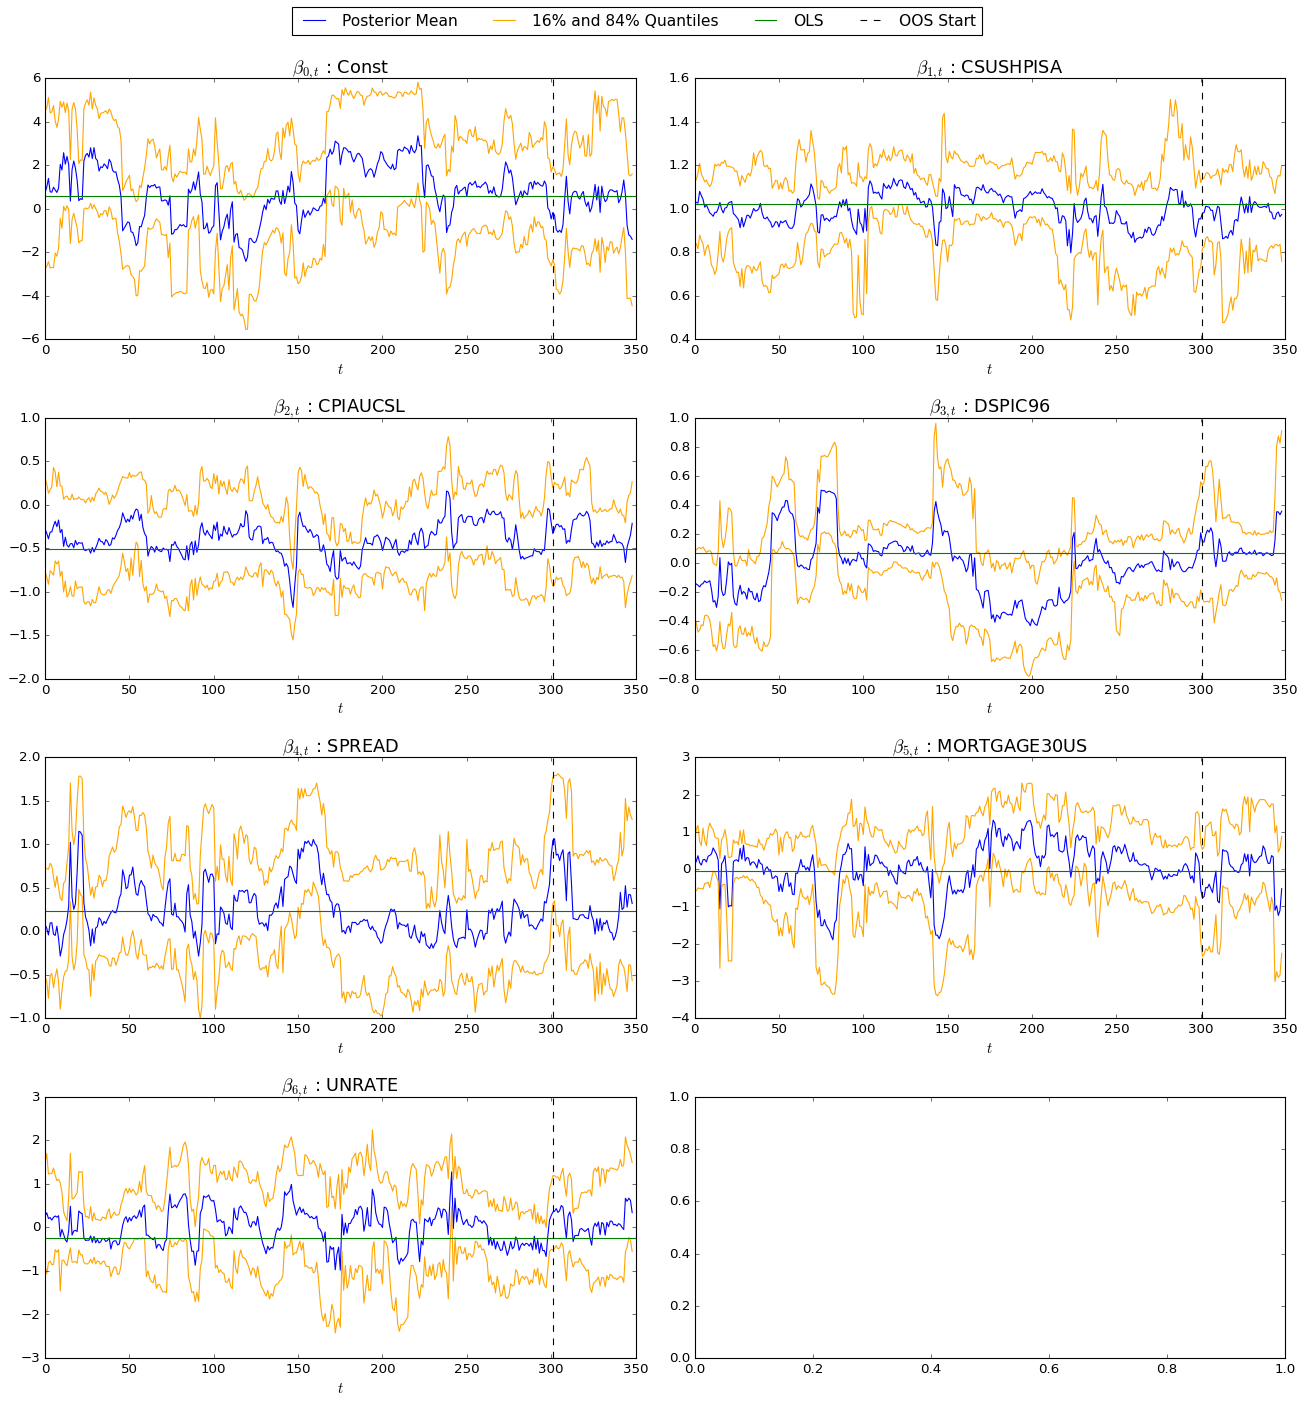 Posterior Mean 16% and 84% Quantiles OLS OOS Start
β0,t : Const
6
4
2
0
−2
−4
−6
0 50 100 150 200 250 300 350
t
β1,t : CSUSHPISA
1.6
1.4
1.2
1.0
0.8
0.6
0.4
0 50 100 150 200 250 300 350
t
β2,t : CPIAUCSL
1.0
0.5
0.0
−0.5
−1.0
−1.5
−2.0
0 50 100 150 200 250 300 350
t
β3,t : DSPIC96
1.0
0.8
0.6
0.4
0.2
0.0
−0.2
−0.4
−0.6
−0.8
0 50 100 150 200 250 300 350
t
β4,t : SPREAD
2.0
1.5
1.0
0.5
0.0
−0.5
−1.0
0 50 100 150 200 250 300 350
t
β5,t : MORTGAGE30US
3
2
1
0
−1
−2
−3
−4
0 50 100 150 200 250 300 350
t
β6,t : UNRATE
3
2
1
0
−1
−2
−3
0 50 100 150 200 250 300 350
t
1.0
0.8
0.6
0.4
0.2
0.0
0.0 0.2 0.4 0.6 0.8 1.0